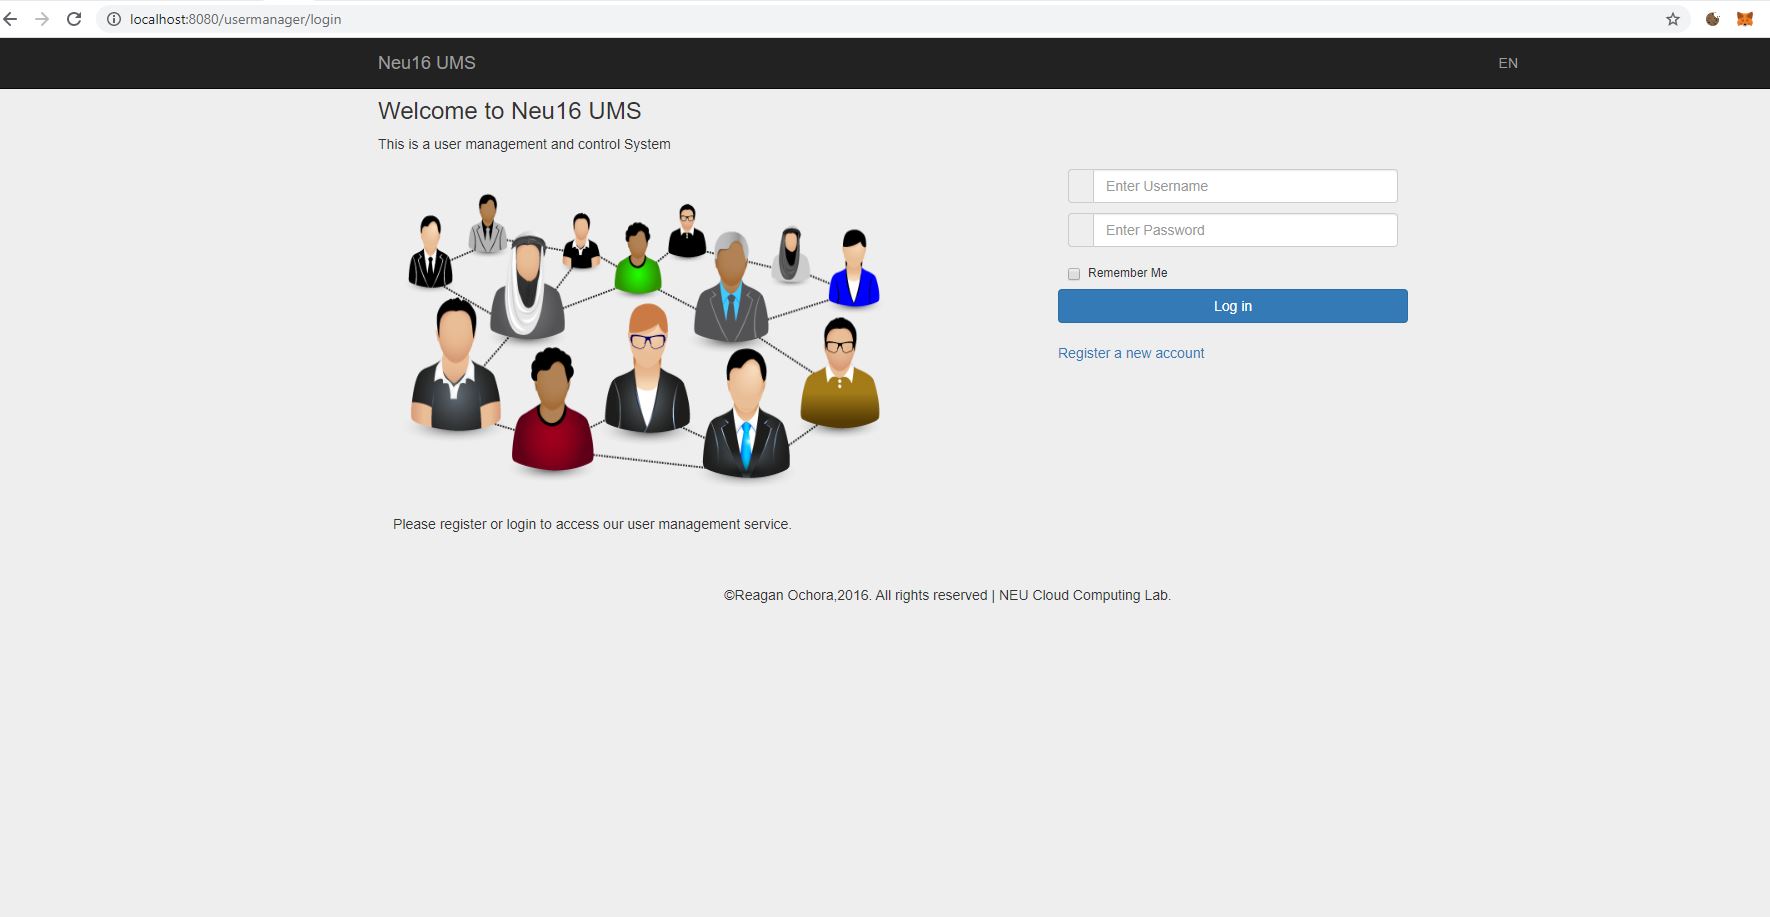 localhost:8080/usermanager/login
Neu16 UMS
EN
Welcome to Neu16 UMS
This is a user management and control System
Enter Username
Enter Password
Remember Me
Log in
Register a new account
Please register or login to access our user management service.
©Reagan Ochora,2016. All rights reserved | NEU Cloud Computing Lab.